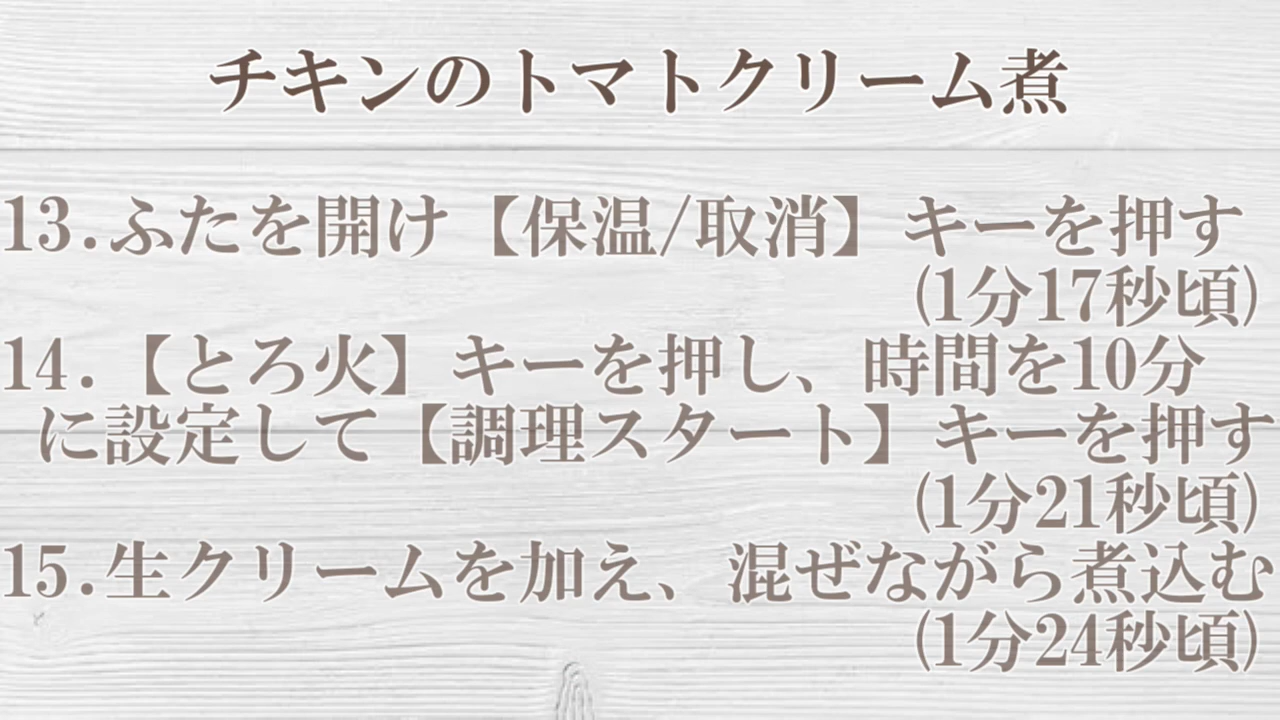 チキンのトマトクリーム煮
13.ふたを開け【保温/取消】キーを押す
(1分17秒頃)
14.【とろ火】キーを押し、時間を10分
に設定して【調理スタート】キーを押す
(1分21秒頃)
15.生クリームを加え、混ぜながら煮込む
(1分24秒頃)